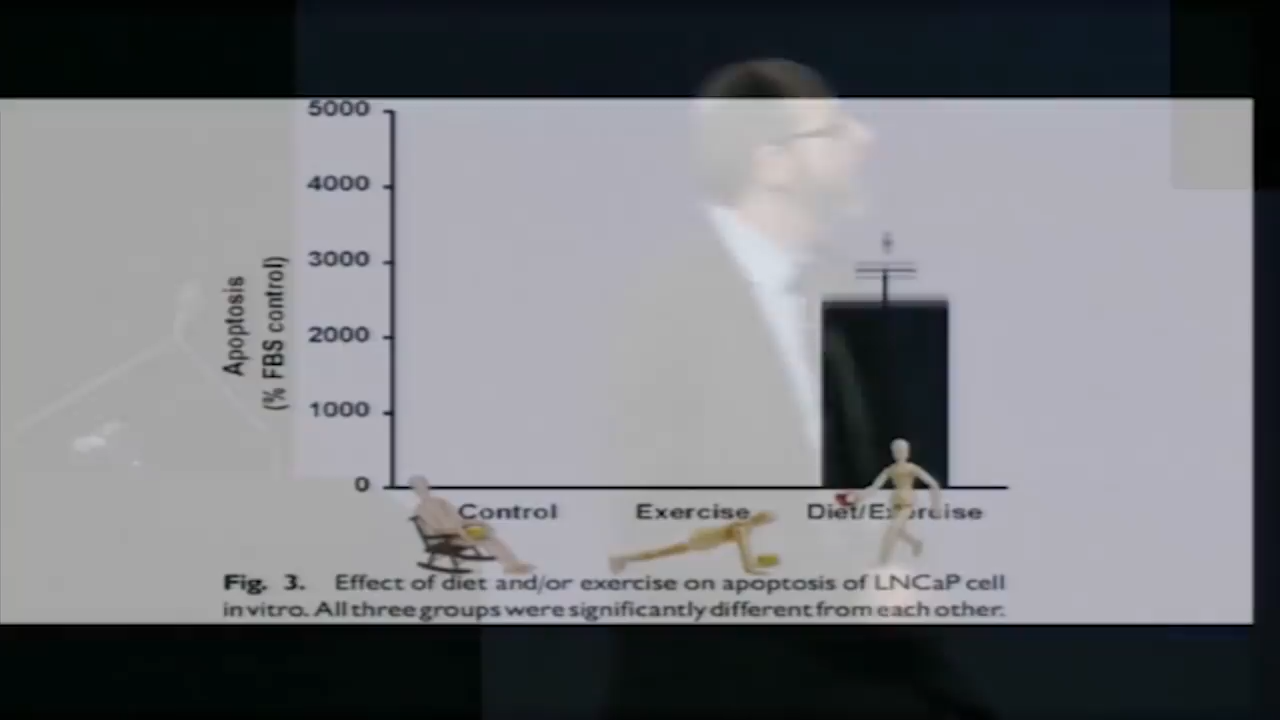 5000
4000
3000
2000
1000
0
Apoptosis
(% FBS control)
Control
Exercise
Diet/Exercise
Fig. 3. Effect of diet and/or exercise on apoptosis of LNCaP cell
in vitro. All three groups were significantly different from each other.